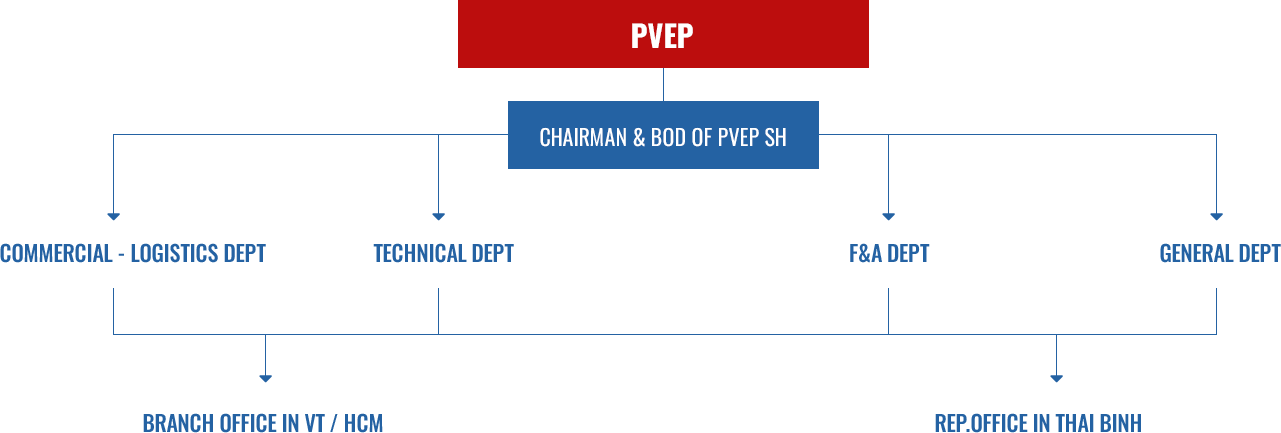 PVEP
CHAIRMAN & BOD OF PVEP SH
COMMERCIAL - LOGISTICS DEPT
TECHNICAL DEPT
F&A DEPT
GENERAL DEPT
BRANCH OFFICE IN VT / HCM
REP.OFFICE IN THAI BINH